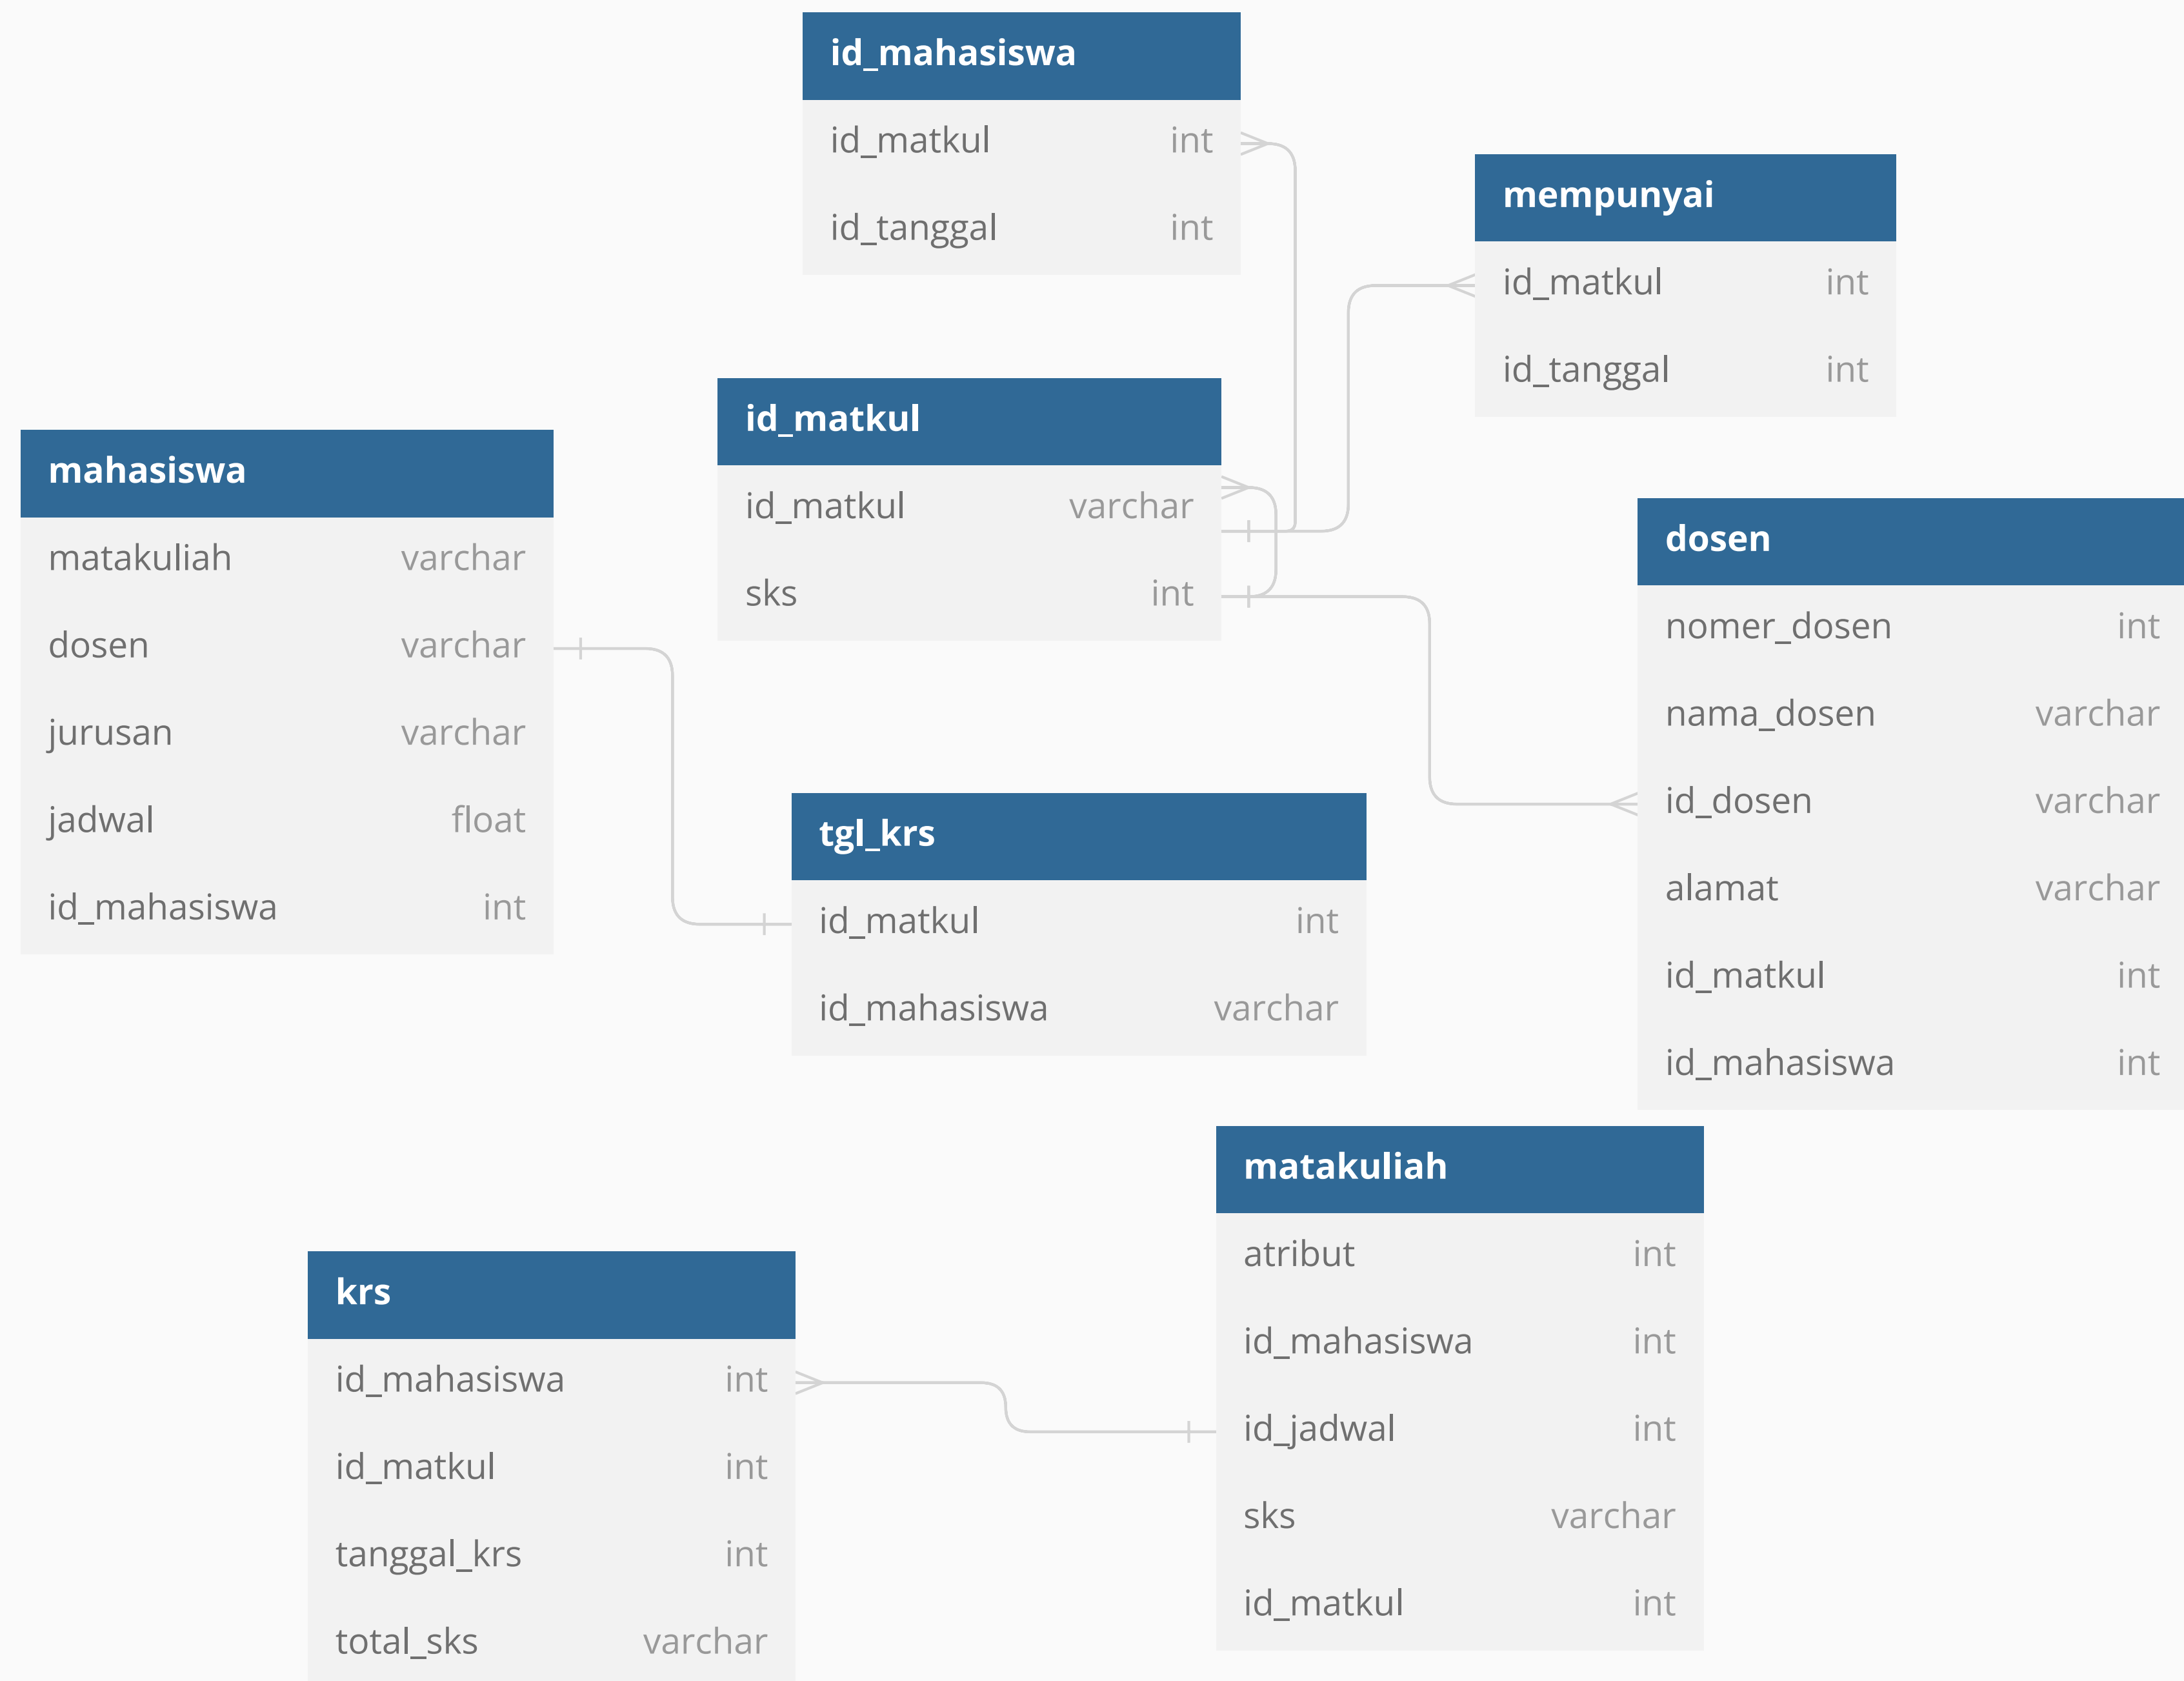 id_mahasiswa
id_matkul int
id_tanggal int
mempunyai
id_matkul int
id_tanggal int
id_matkul
id_matkul varchar
sks int
mahasiswa
matakuliah varchar
dosen varchar
jurusan varchar
jadwal float
id_mahasiswa int
dosen
nomer_dosen int
nama_dosen varchar
id_dosen varchar
alamat varchar
id_matkul int
id_mahasiswa int
tgl_krs
id_matkul int
id_mahasiswa varchar
matakuliah
atribut int
id_mahasiswa int
id_jadwal int
sks varchar
id_matkul int
krs
id_mahasiswa int
id_matkul int
tanggal_krs int
total_sks varchar